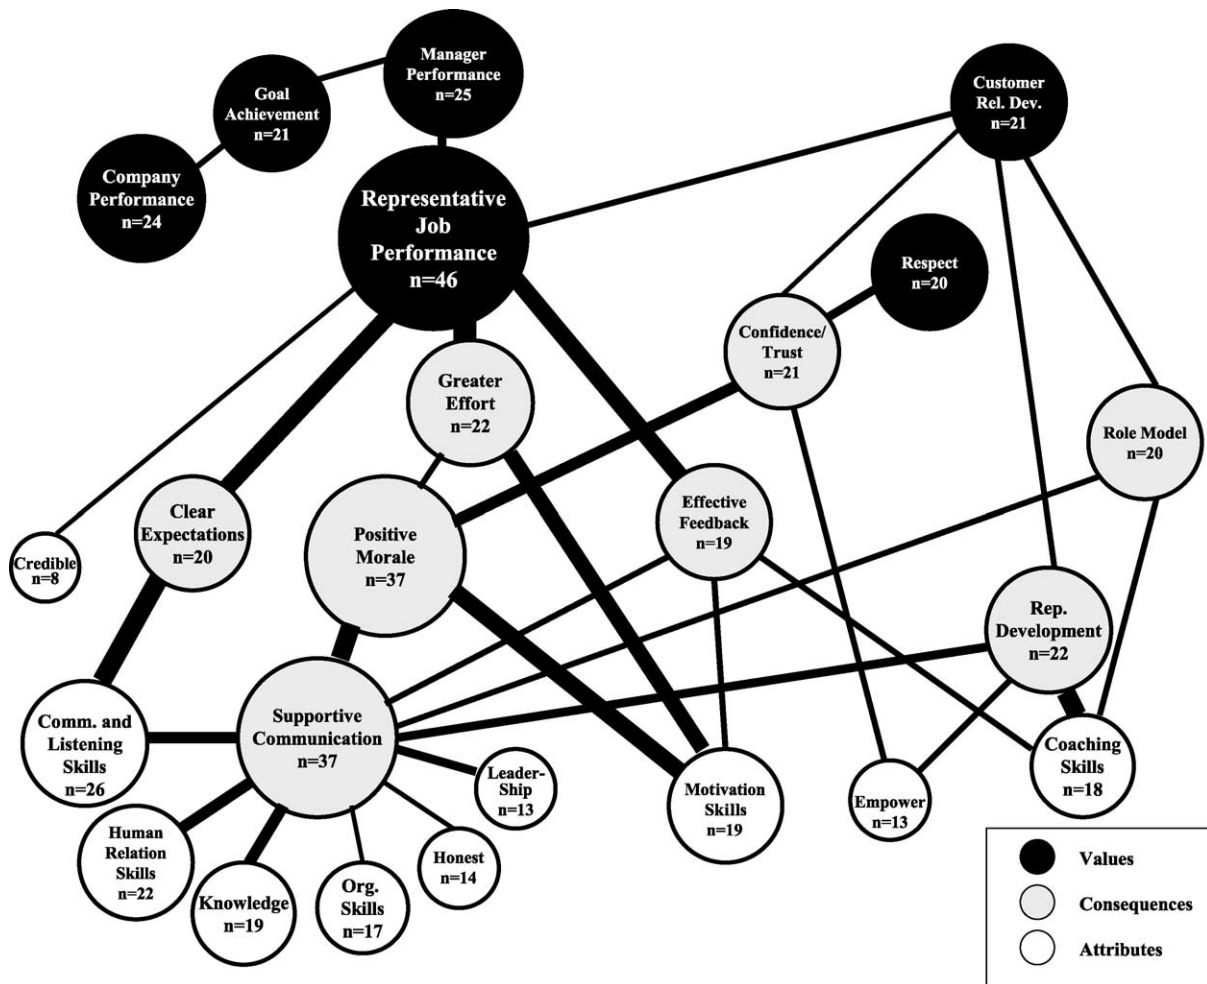 Manager
Performance
n=25
Goal
Achievement
n=21
Company
Performance
n=24
Customer
Rel. Dev.
n=21
Representative
Job
Performance
n=46
Respect
n=20
Confidence/
Trust
n=21
Greater
Effort
n=22
Role Model
n=20
Clear
Expectations
n=20
Positive
Morale
n=37
Effective
Feedback
n=19
Credible
n=8
Rep.
Development
n=22
Comm. and
Listening
Skills
n=26
Supportive
Communication
n=37
Leader-
Ship
n=13
Motivation
Skills
n=19
Empower
n=13
Coaching
Skills
n=18
Human
Relation
Skills
n=22
Knowledge
n=19
Org.
Skills
n=17
Honest
n=14
Values
Consequences
Attributes